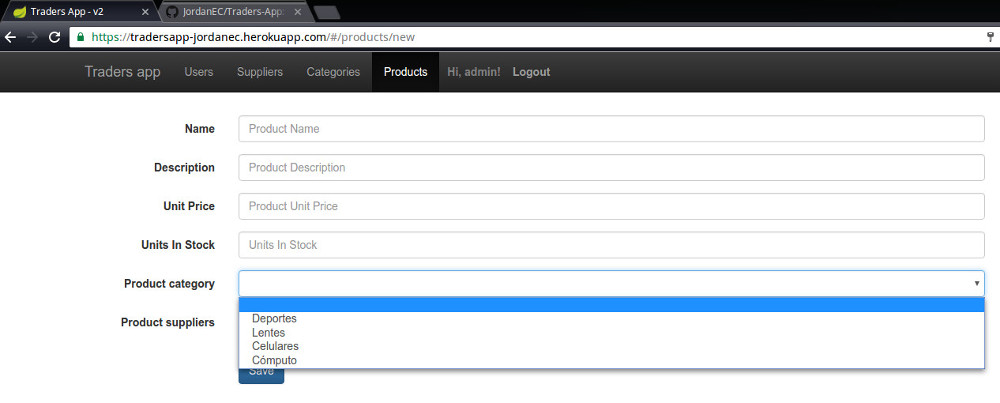 Traders App - v2
JordanEC/Traders-App
https://tradersapp-jordanec.herokuapp.com/#/products/new
Traders app Users Suppliers Categories Products Hi, admin! Logout
Name Product Name
Description Product Description
Unit Price Product Unit Price
Units In Stock Units In Stock
Product category
Product suppliers
Deportes
Lentes
Celulares
Cómputo
Save